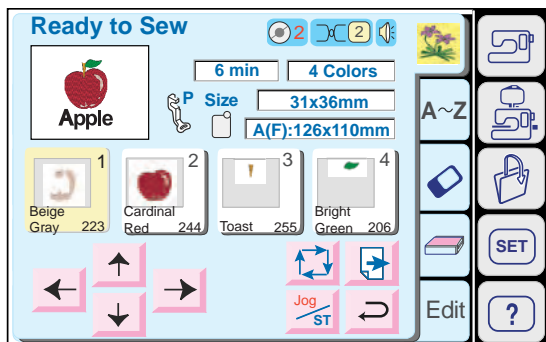 Ready to Sew
2
2
6 min
4 Colors
Apple
P
Size
31x36mm
A(F):126x110mm
A~Z
1
Beige
Gray
223
2
Cardinal
Red
244
3
Toast
255
4
Bright
Green
206
SET
Jog
ST
Edit
?